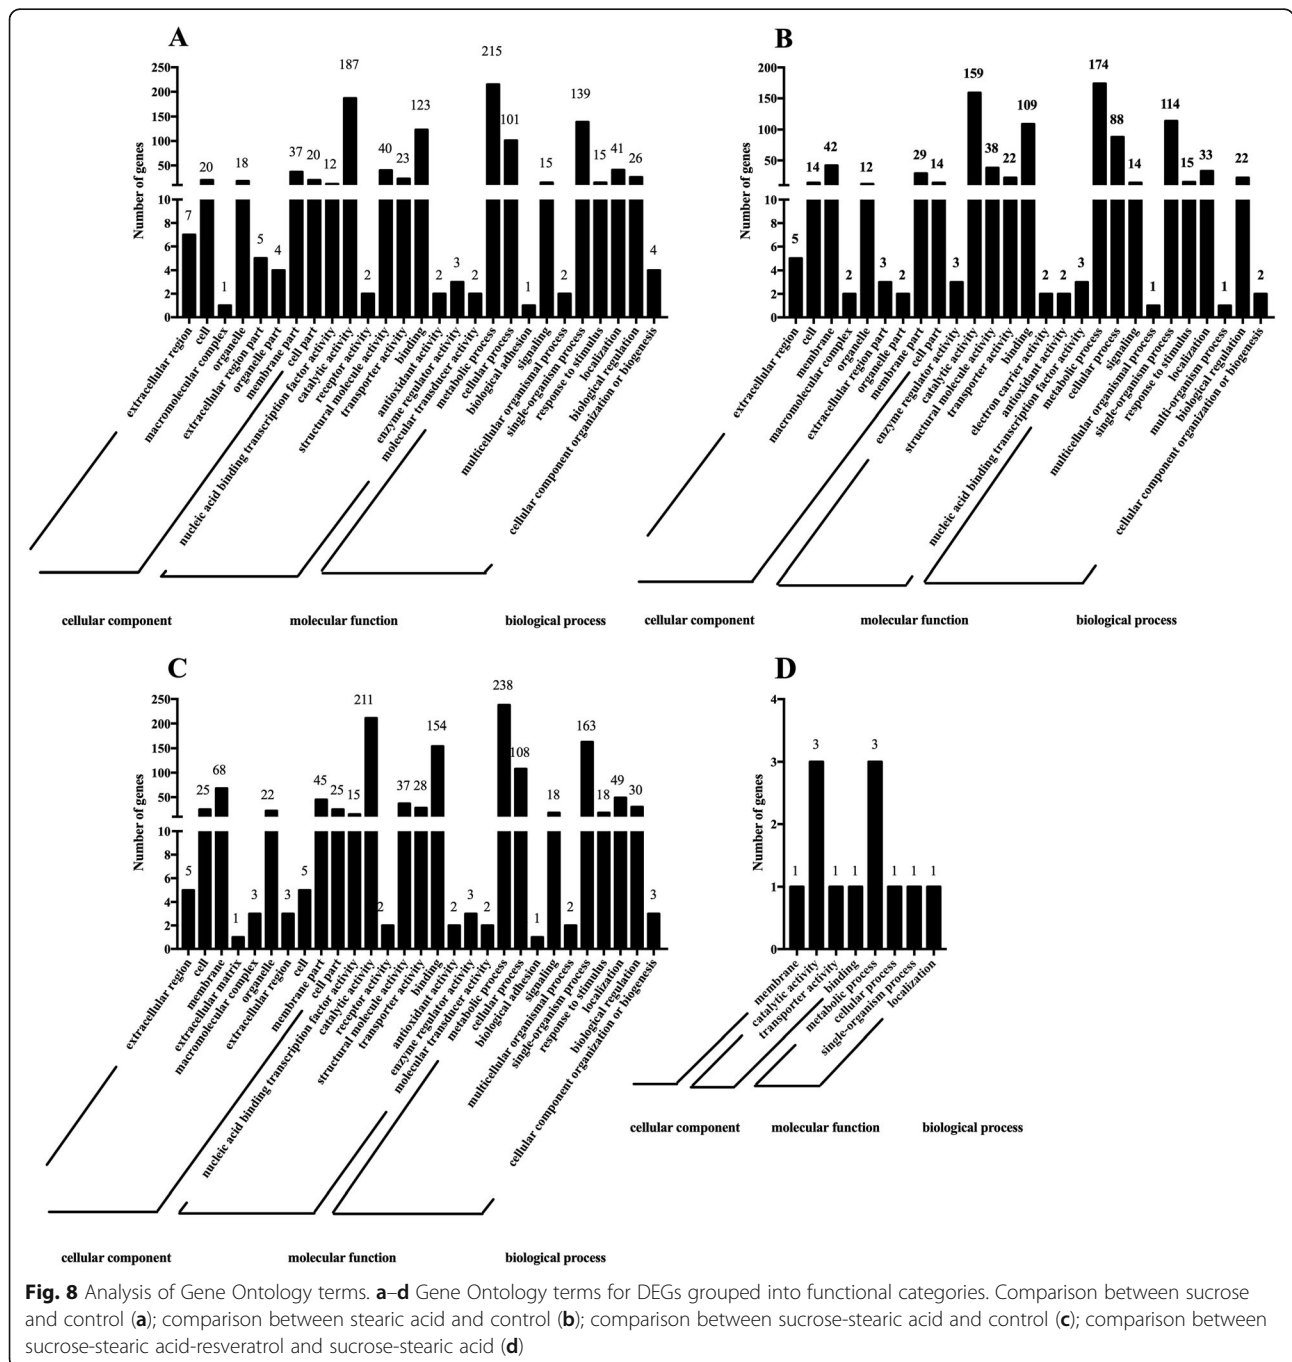 A
Number of genes
250
200
150
100
50
10
8
6
4
2
0
7
20
1
18
5
4
37
20
12
187
2
40
23
123
2
3
2
215
101
1
15
2
139
15
41
26
4
extracellular region
cell
macromolecular complex
organelle
extracellular region part
organelle part
membrane part
cell part
nucleic acid binding transcription factor activity
catalytic activity
receptor activity
structural molecule activity
transporter activity
binding
antioxidant activity
enzyme regulator activity
molecular transducer activity
metabolic process
cellular process
biological adhesion
signaling
multicellular organismal process
single-organism process
response to stimulus
localization
biological regulation
cellular component organization or biogenesis
cellular component
molecular function
biological process
B
Number of genes
200
150
100
50
10
8
6
4
2
0
5
14
42
2
12
3
2
29
14
3
159
38
22
109
2
2
3
174
88
14
1
114
15
33
1
22
2
extracellular region
cell
membrane
macromolecular complex
organelle
extracellular region part
organelle part
membrane part
cell part
enzyme regulator activity
catalytic activity
structural molecule activity
transporter activity
binding
electron carrier activity
antioxidant activity
nucleic acid binding transcription factor activity
metabolic process
cellular process
signaling
multicellular organismal process
single-organism process
response to stimulus
localization
multi-organism process
biological regulation
cellular component organization or biogenesis
cellular component
molecular function
biological process
C
Number of genes
250
200
150
100
50
10
8
6
4
2
0
5
25
68
1
3
22
3
5
45
25
15
211
2
37
28
154
2
3
2
238
108
1
18
2
163
18
49
30
3
extracellular region
cell
membrane
extracellular matrix
macromolecular complex
organelle
extracellular region
cell
membrane part
cell part
nucleic acid binding transcription factor activity
catalytic activity
receptor activity
structural molecule activity
transporter activity
binding
antioxidant activity
enzyme regulator activity
molecular transducer activity
metabolic process
cellular process
biological adhesion
signaling
multicellular organismal process
single-organism process
response to stimulus
localization
biological regulation
cellular component organization or biogenesis
cellular component
molecular function
biological process
D
Number of genes
4
3
2
1
0
1
3
1
1
3
1
1
1
membrane
catalytic activity
transporter activity
binding
metabolic process
cellular process
single-organism process
localization
cellular component
molecular function
biological process
Fig. 8 Analysis of Gene Ontology terms. a–d Gene Ontology terms for DEGs grouped into functional categories. Comparison between sucrose
and control (a); comparison between stearic acid and control (b); comparison between sucrose-stearic acid and control (c); comparison between
sucrose-stearic acid-resveratrol and sucrose-stearic acid (d)